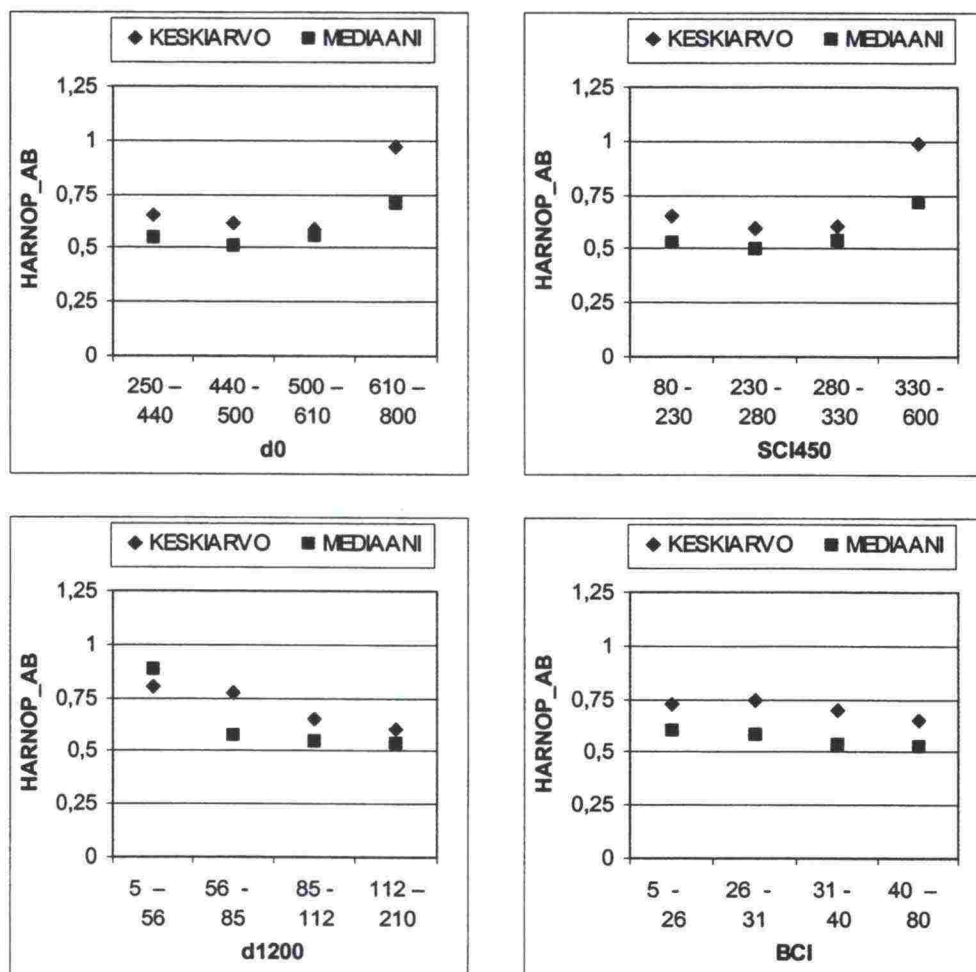 KESKIARVO MEDIAANI
1,25
1
0,75
0,5
0,25
0
HARNOP_AB
250 – 440 - 500 – 610 –
440 500 610 800
d0
KESKIARVO MEDIAANI
1,25
1
0,75
0,5
0,25
0
HARNOP_AB
80 - 230 - 280 - 330 -
230 280 330 600
SCI450
KESKIARVO MEDIAANI
1,25
1
0,75
0,5
0,25
0
HARNOP_AB
5 – 56 - 85 - 112 –
56 85 112 210
d1200
KESKIARVO MEDIAANI
1,25
1
0,75
0,5
0,25
0
HARNOP_AB
5 - 26 - 31 - 40 –
26 31 40 80
BCI